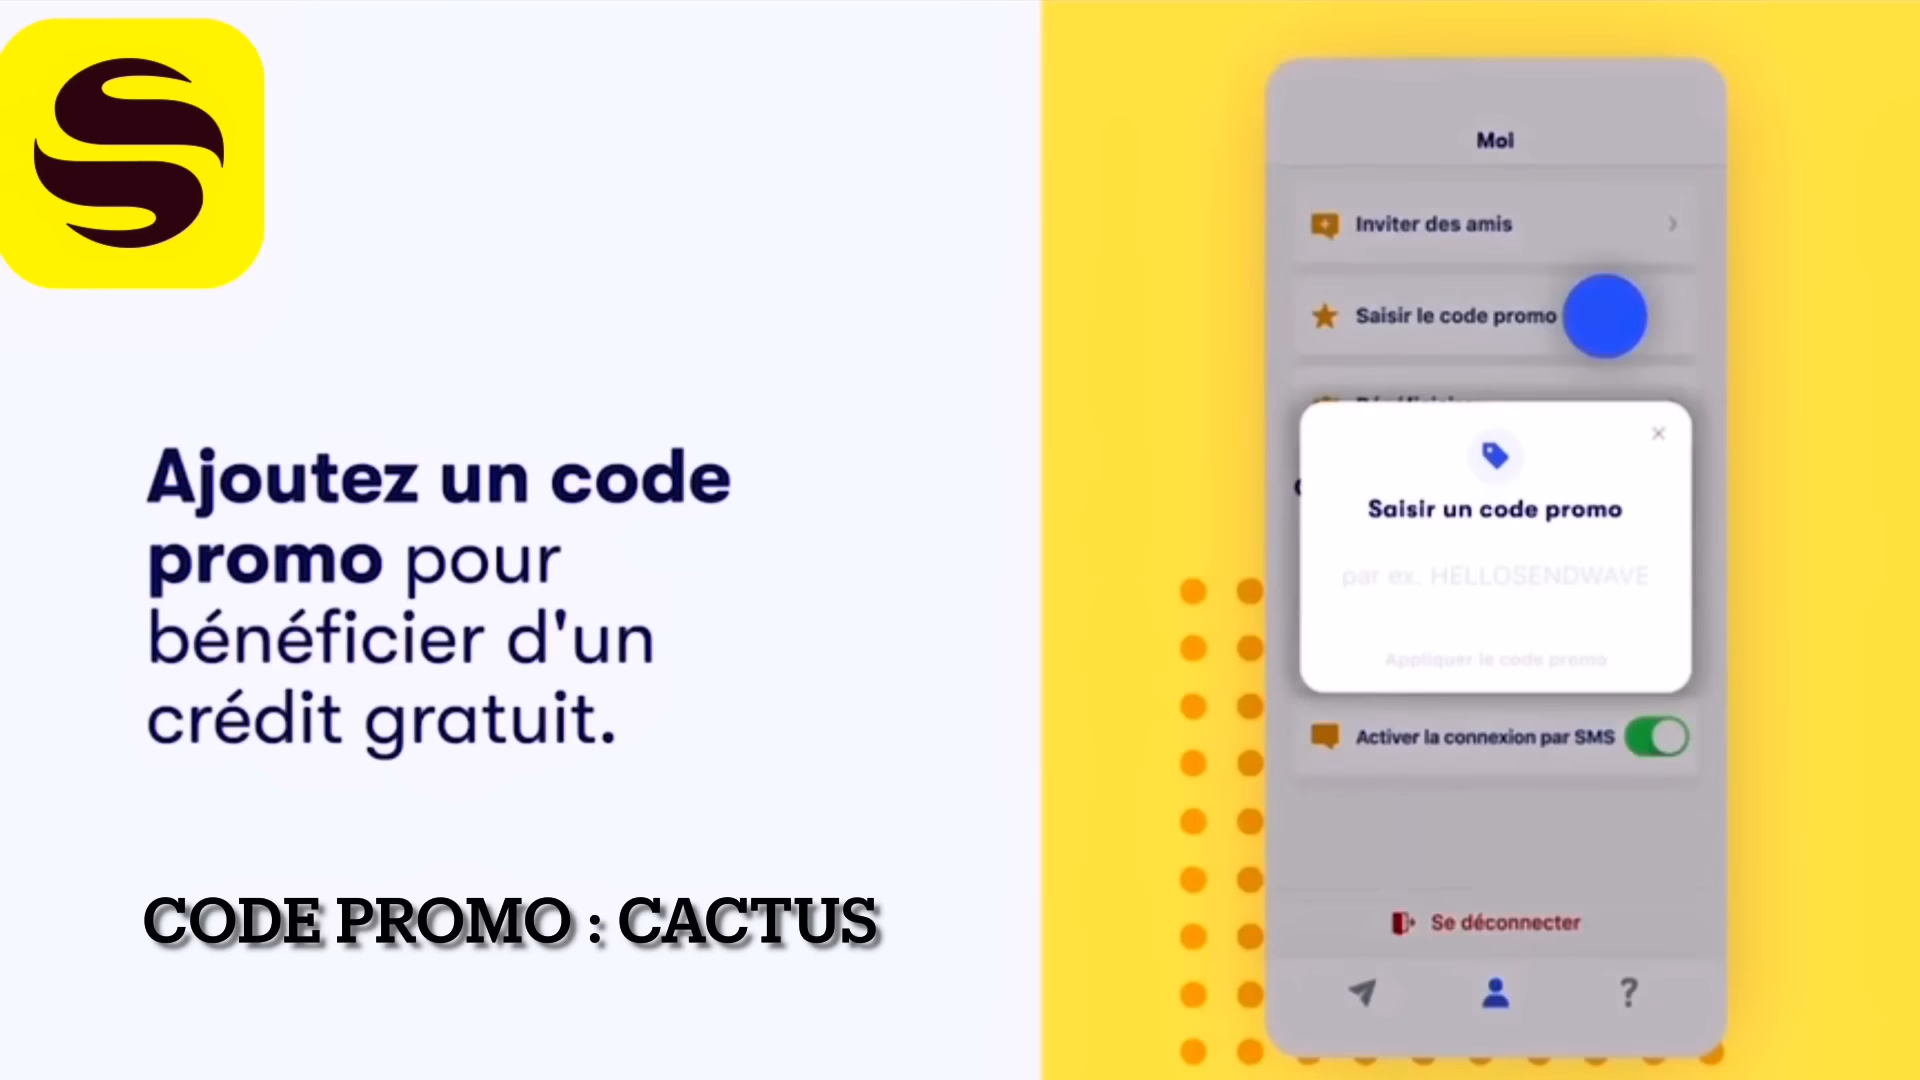 Ajoutez un code
promo pour
bénéficier d'un
crédit gratuit.
CODE PROMO : CACTUS
Moi
Inviter des amis
Saisir le code promo
Saisir un code promo
par ex. HELLOSENDWAVE
Appliquer le code promo
Activer la connexion par SMS
Se déconnecter